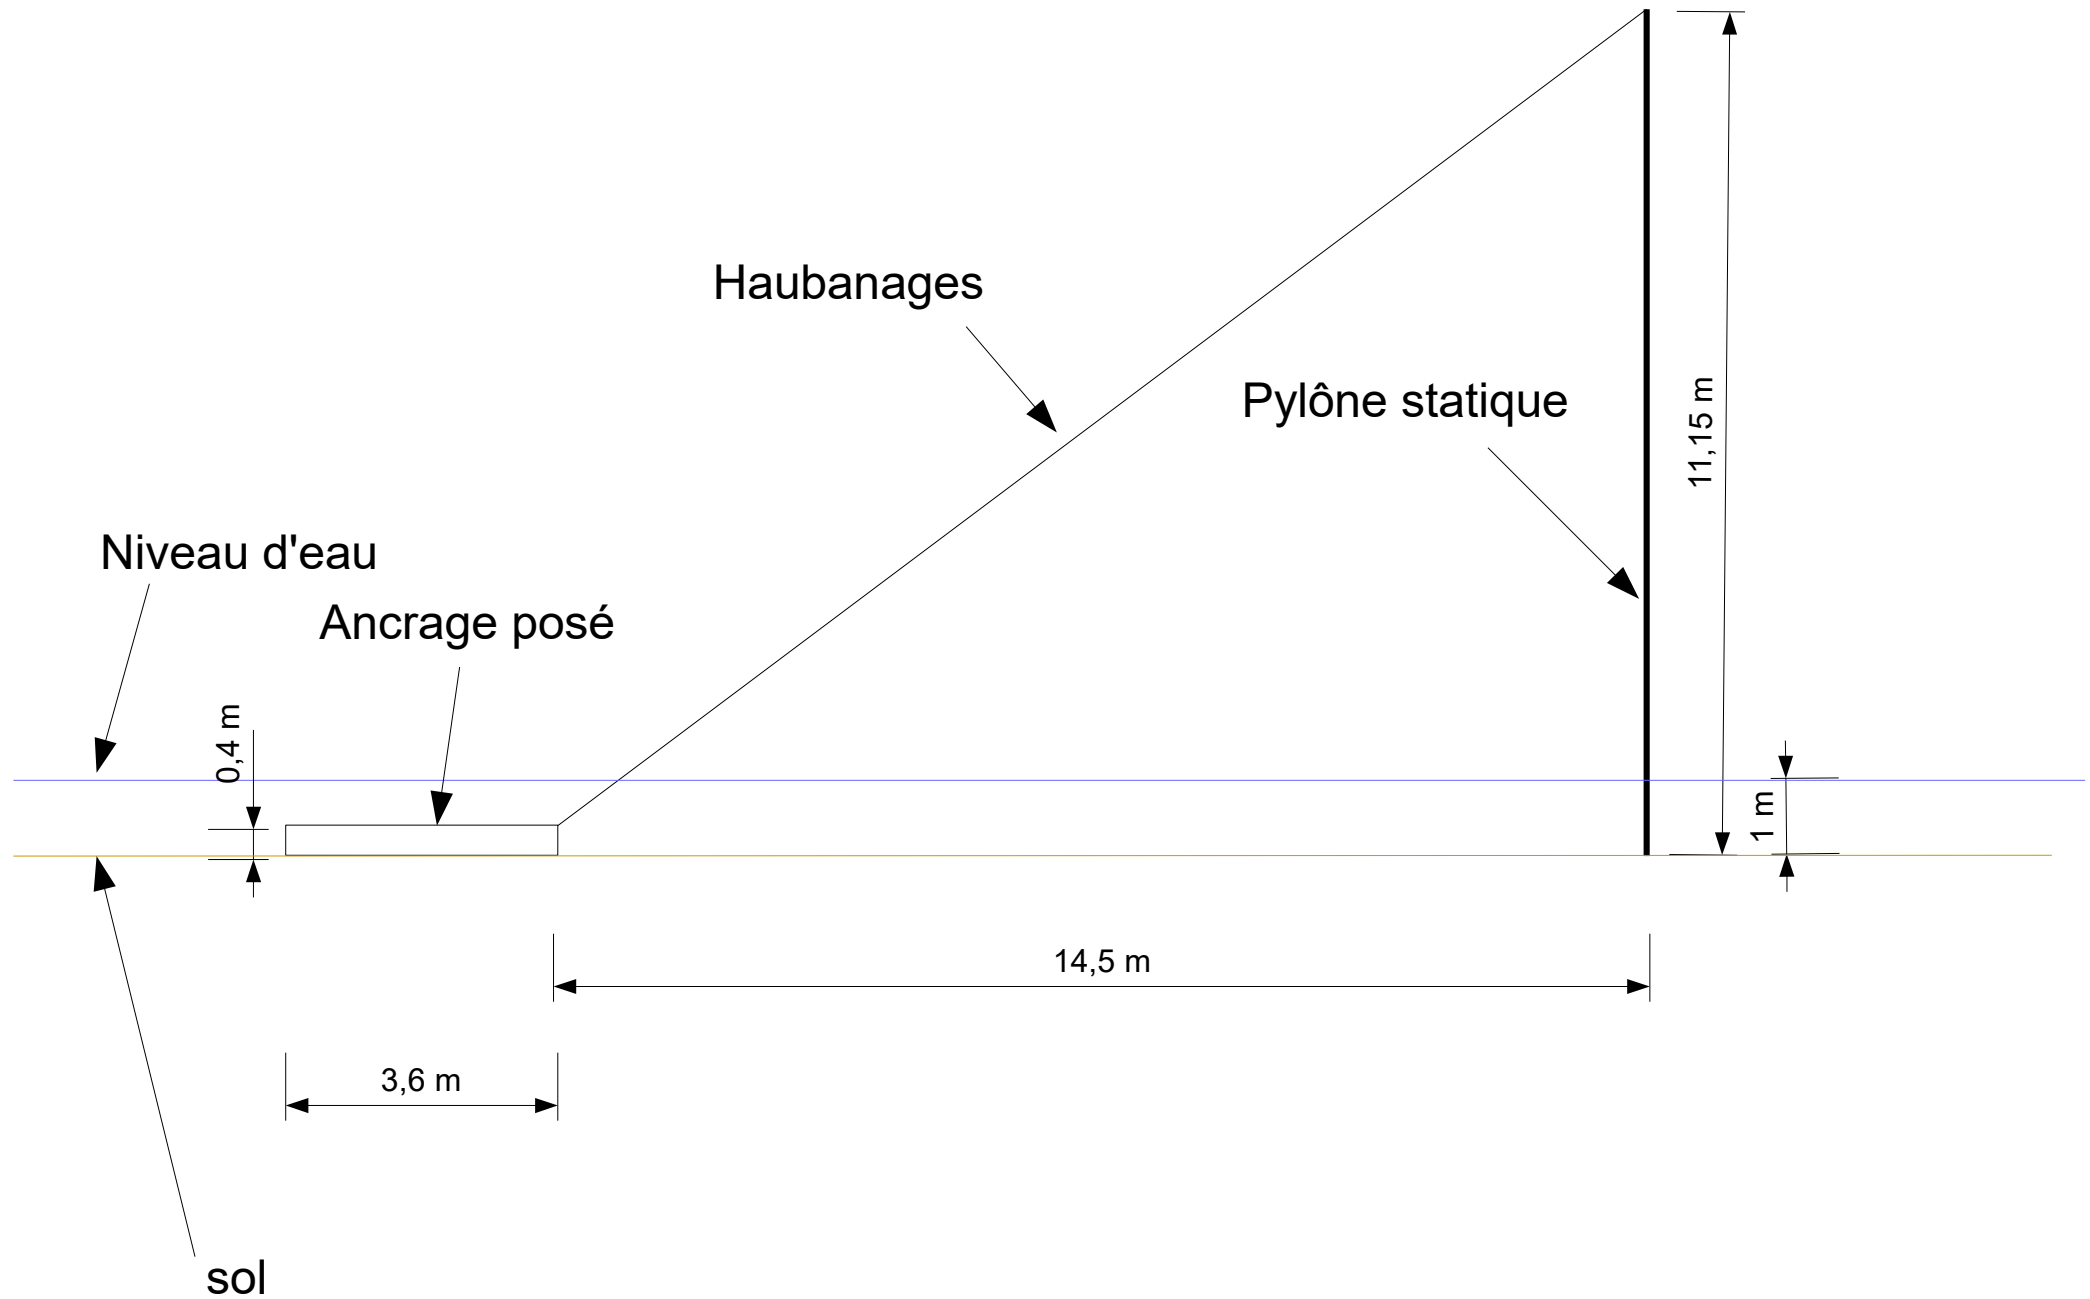 Haubanages
Pylône statique
11,15 m
Niveau d'eau
Ancrage posé
0,4 m
1 m
14,5 m
3,6 m
sol